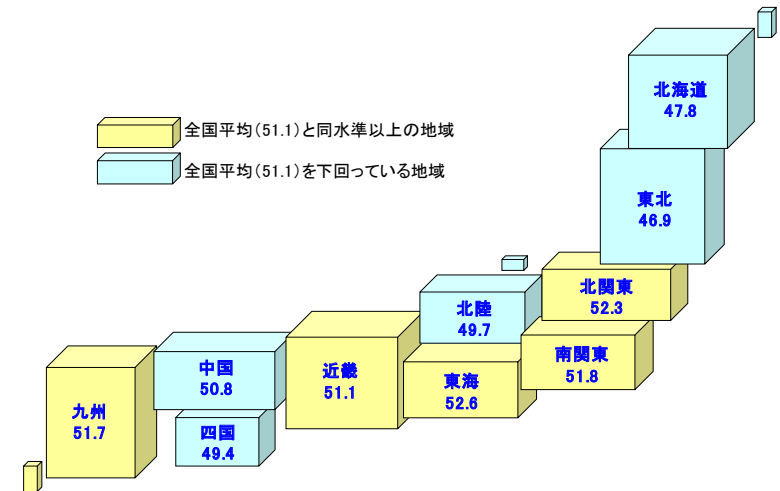 北海道
47.8
全国平均(51.1)と同水準以上の地域
全国平均(51.1)を下回っている地域
東北
46.9
北関東
52.3
北陸
49.7
南関東
51.8
中国
50.8
近畿
51.1
東海
52.6
九州
51.7
四国
49.4